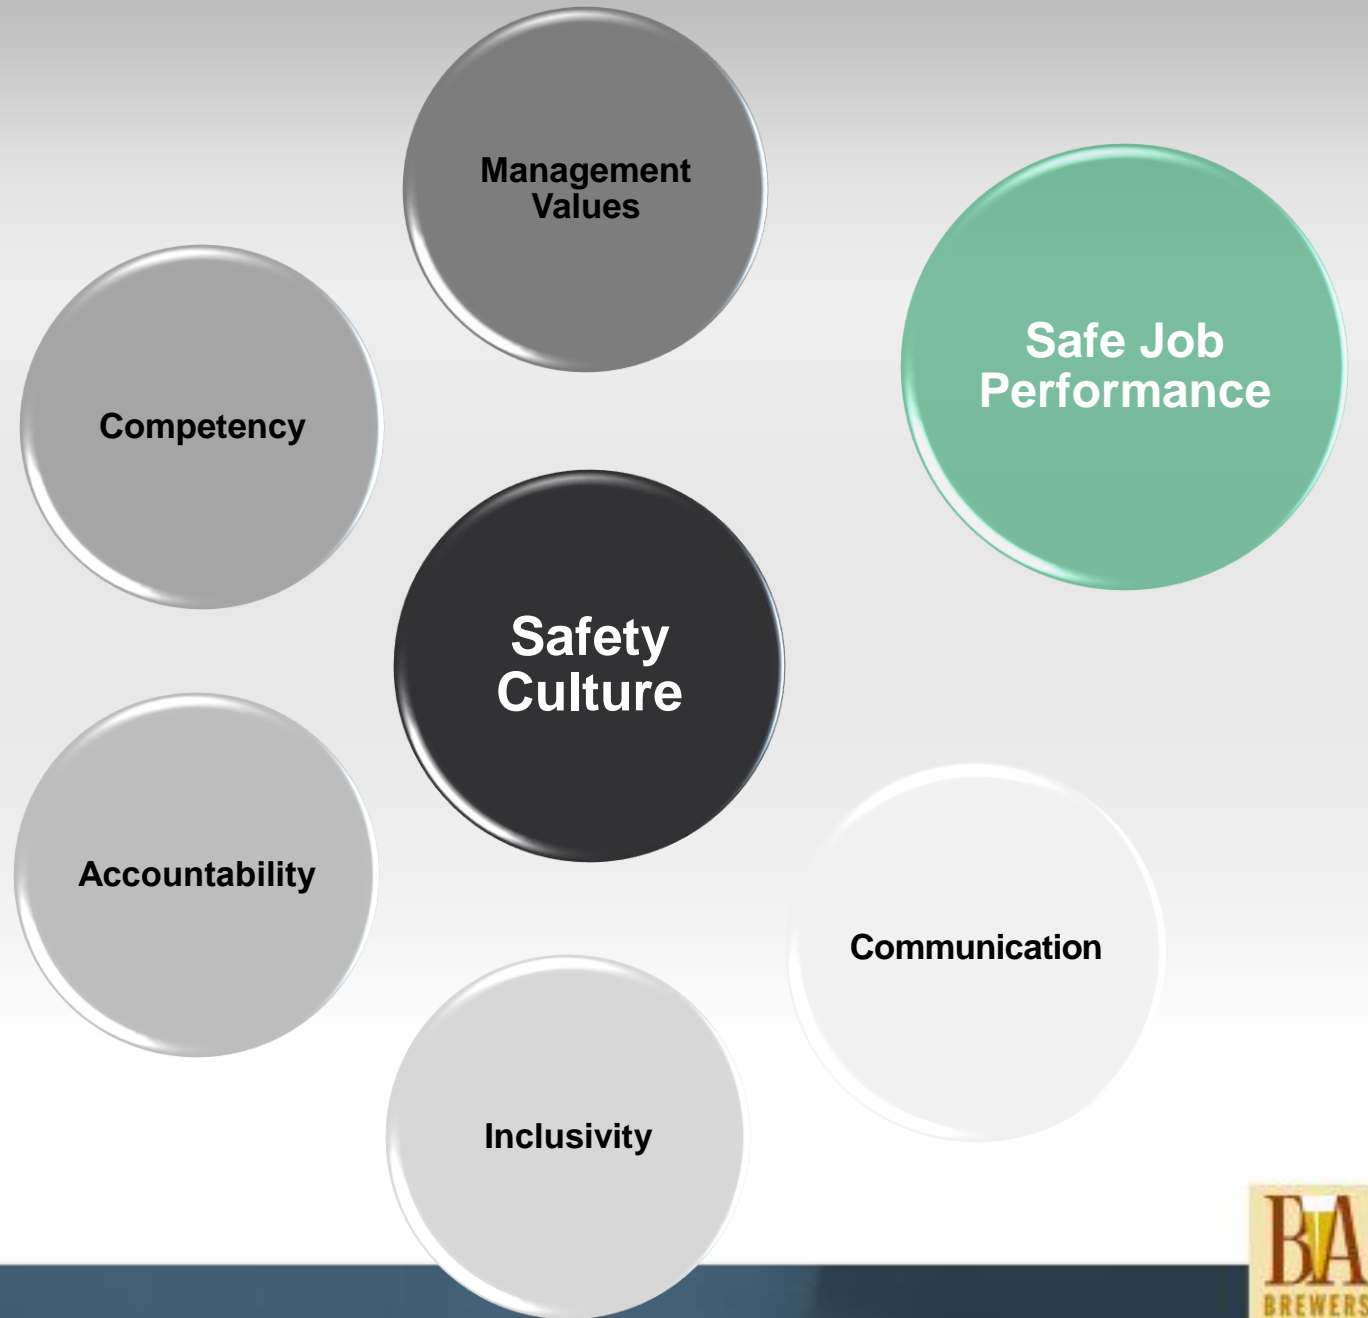 Management
Values
Safe Job
Performance
Competency
Safety
Culture
Accountability
Communication
Inclusivity
BA
BREWERS